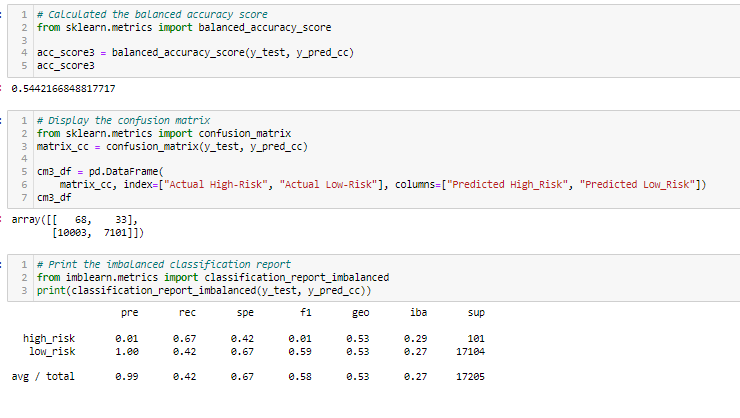 1 # Calculated the balanced accuracy score
2 from sklearn.metrics import balanced_accuracy_score
3
4 acc_score3 = balanced_accuracy_score(y_test, y_pred_cc)
5 acc_score3
0.5442166848817717
1 # Display the confusion matrix
2 from sklearn.metrics import confusion_matrix
3 matrix_cc = confusion_matrix(y_test, y_pred_cc)
4
5 cm3_df = pd.DataFrame(
6     matrix_cc, index=["Actual High-Risk", "Actual Low-Risk"], columns=["Predicted High_Risk", "Predicted Low_Risk"])
7 cm3_df
array([[   68,    33],
       [10003,  7101]])
1 # Print the imbalanced classification report
2 from imblearn.metrics import classification_report_imbalanced
3 print(classification_report_imbalanced(y_test, y_pred_cc))
pre rec spe f1 geo iba sup
high_risk 0.01 0.67 0.42 0.01 0.53 0.29 101
low_risk 1.00 0.42 0.67 0.59 0.53 0.27 17104
avg / total 0.99 0.42 0.67 0.58 0.53 0.27 17205